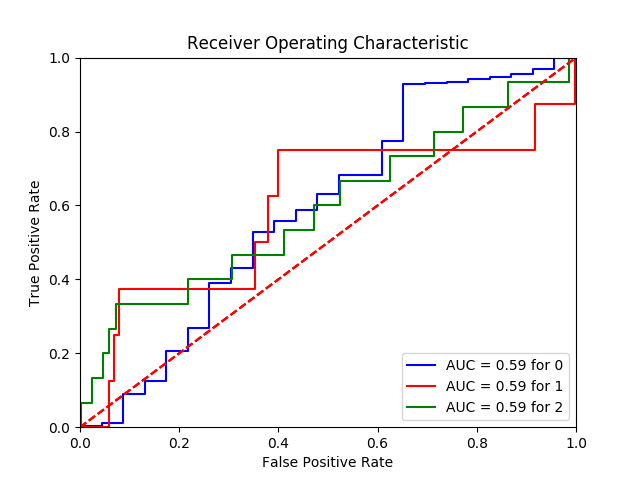 Receiver Operating Characteristic
True Positive Rate
1.0
0.8
0.6
0.4
0.2
0.0
AUC = 0.59 for 0
AUC = 0.59 for 1
AUC = 0.59 for 2
0.0 0.2 0.4 0.6 0.8 1.0
False Positive Rate